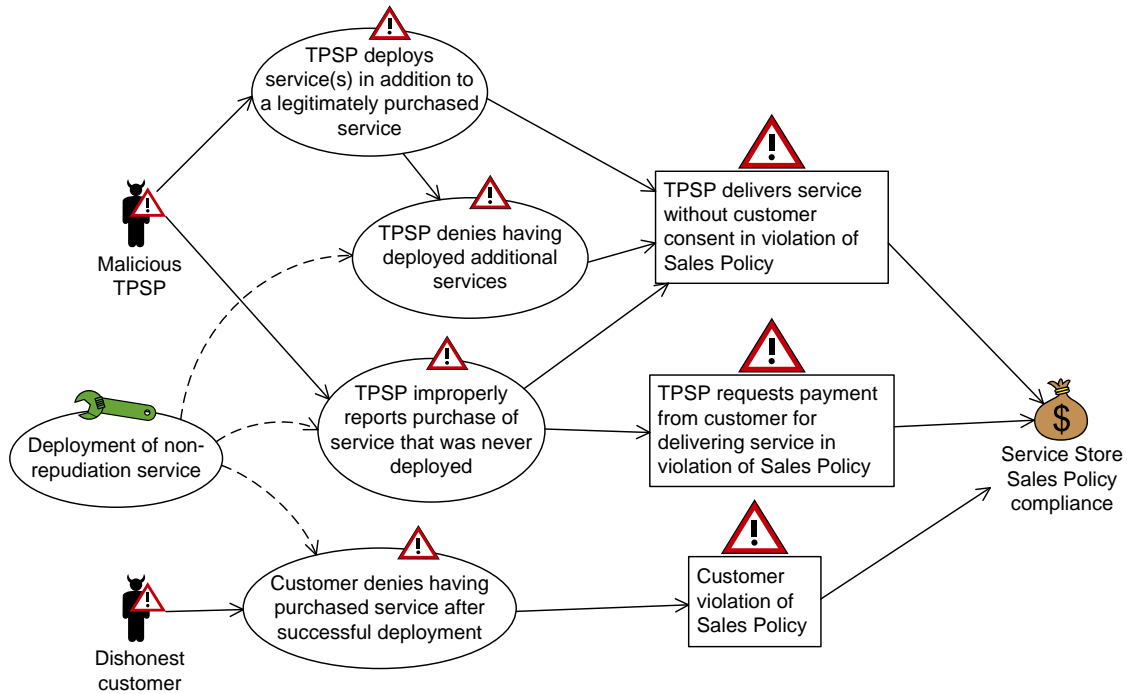 TPSP deploys
service(s) in addition to
a legitimately purchased
service
Malicious
TPSP
TPSP denies having
deployed additional
services
TPSP delivers service
without customer
consent in violation of
Sales Policy
TPSP improperly
reports purchase of
service that was never
deployed
TPSP requests payment
from customer for
delivering service in
violation of Sales Policy
Deployment of non-
repudiation service
$
Service Store
Sales Policy
compliance
Customer denies having
purchased service after
successful deployment
Customer
violation of
Sales Policy
Dishonest
customer